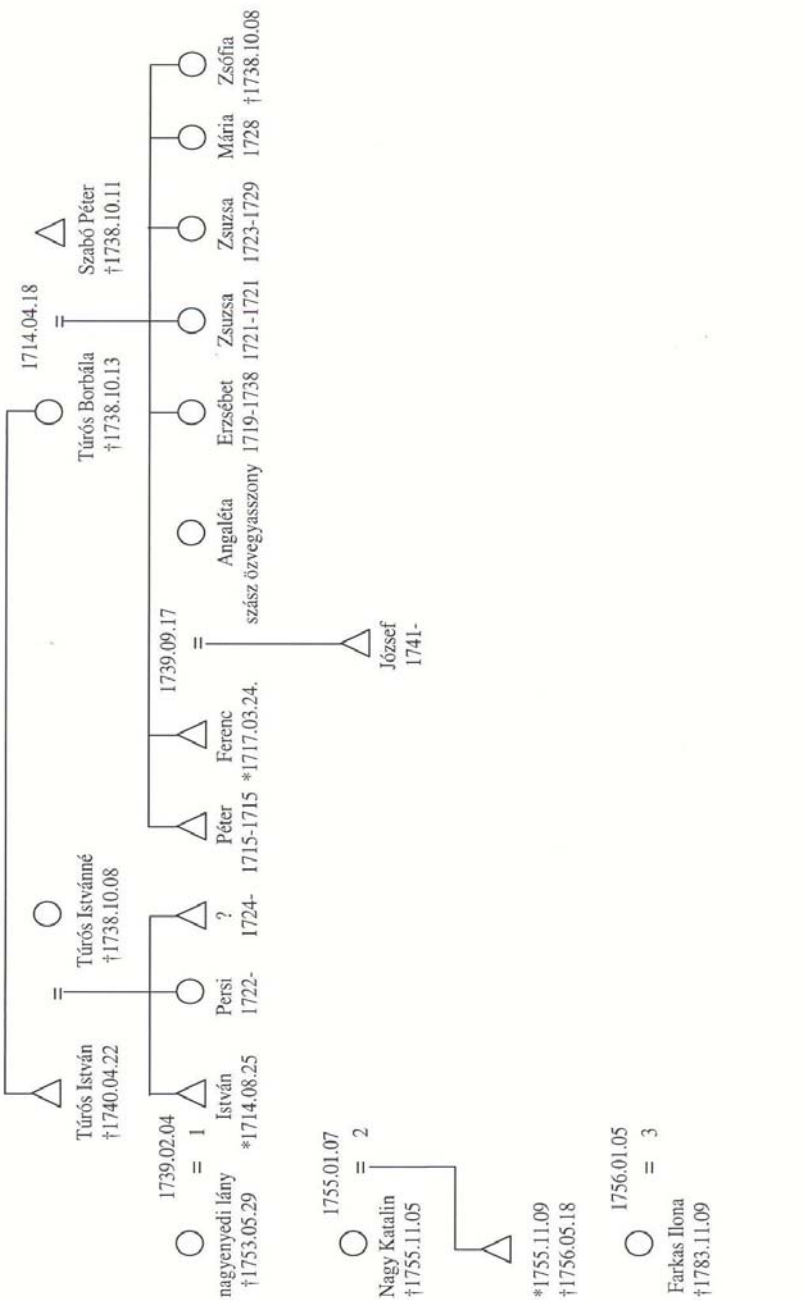 1714.04.18
=
Túrós István
†1740.04.22
=
Túrós Istvánné
†1738.10.08
Túrós Borbála
†1738.10.13
Szabó Péter
†1738.10.11
1739.02.04
= 1
nagyenyedi lány
†1753.05.29
István
*1714.08.25
Persi
1722-
?
1724-
Péter
1715-1715
Ferenc
*1717.03.24.
1739.09.17
=
Angaléta
szász özvegyasszony
Erzsébet
1719-1738
Zsuzsa
1721-1721
Zsuzsa
1723-1729
Mária
1728
Zsófia
†1738.10.08
József
1741-
1755.01.07
= 2
Nagy Katalin
†1755.11.05
*1755.11.09
†1756.05.18
1756.01.05
= 3
Farkas Ilona
†1783.11.09